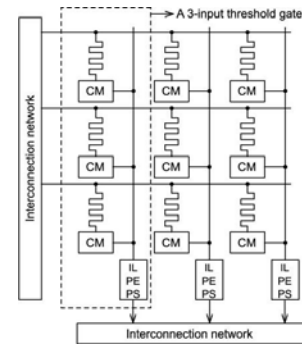 A 3-input threshold gate
Interconnection network
CM
CM
CM
CM
CM
CM
CM
CM
CM
IL
PE
PS
IL
PE
PS
IL
PE
PS
Interconnection network